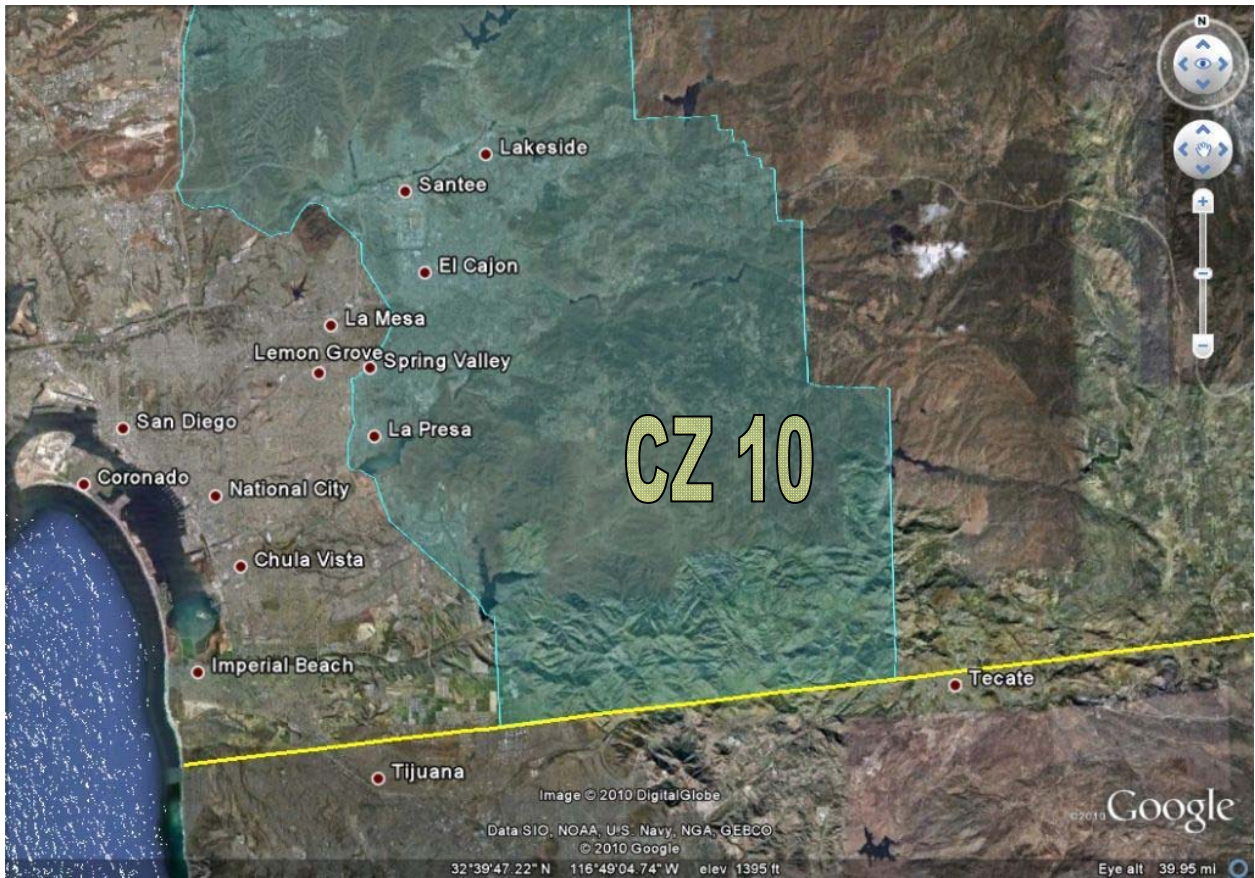 N
Lakeside
Santee
El Cajon
La Mesa
Lemon Grove
Spring Valley
CZ 10
San Diego
La Presa
Coronado
National City
Chula Vista
Imperial Beach
Tecate
Tijuana
Image © 2010 DigitalGlobe
©2010 Google
Data SIO, NOAA, U.S. Navy, NGA, GEBCO
© 2010 Google
32°39'47.22" N 116°49'04.74" W elev 1395 ft
Eye alt 39.95 mi